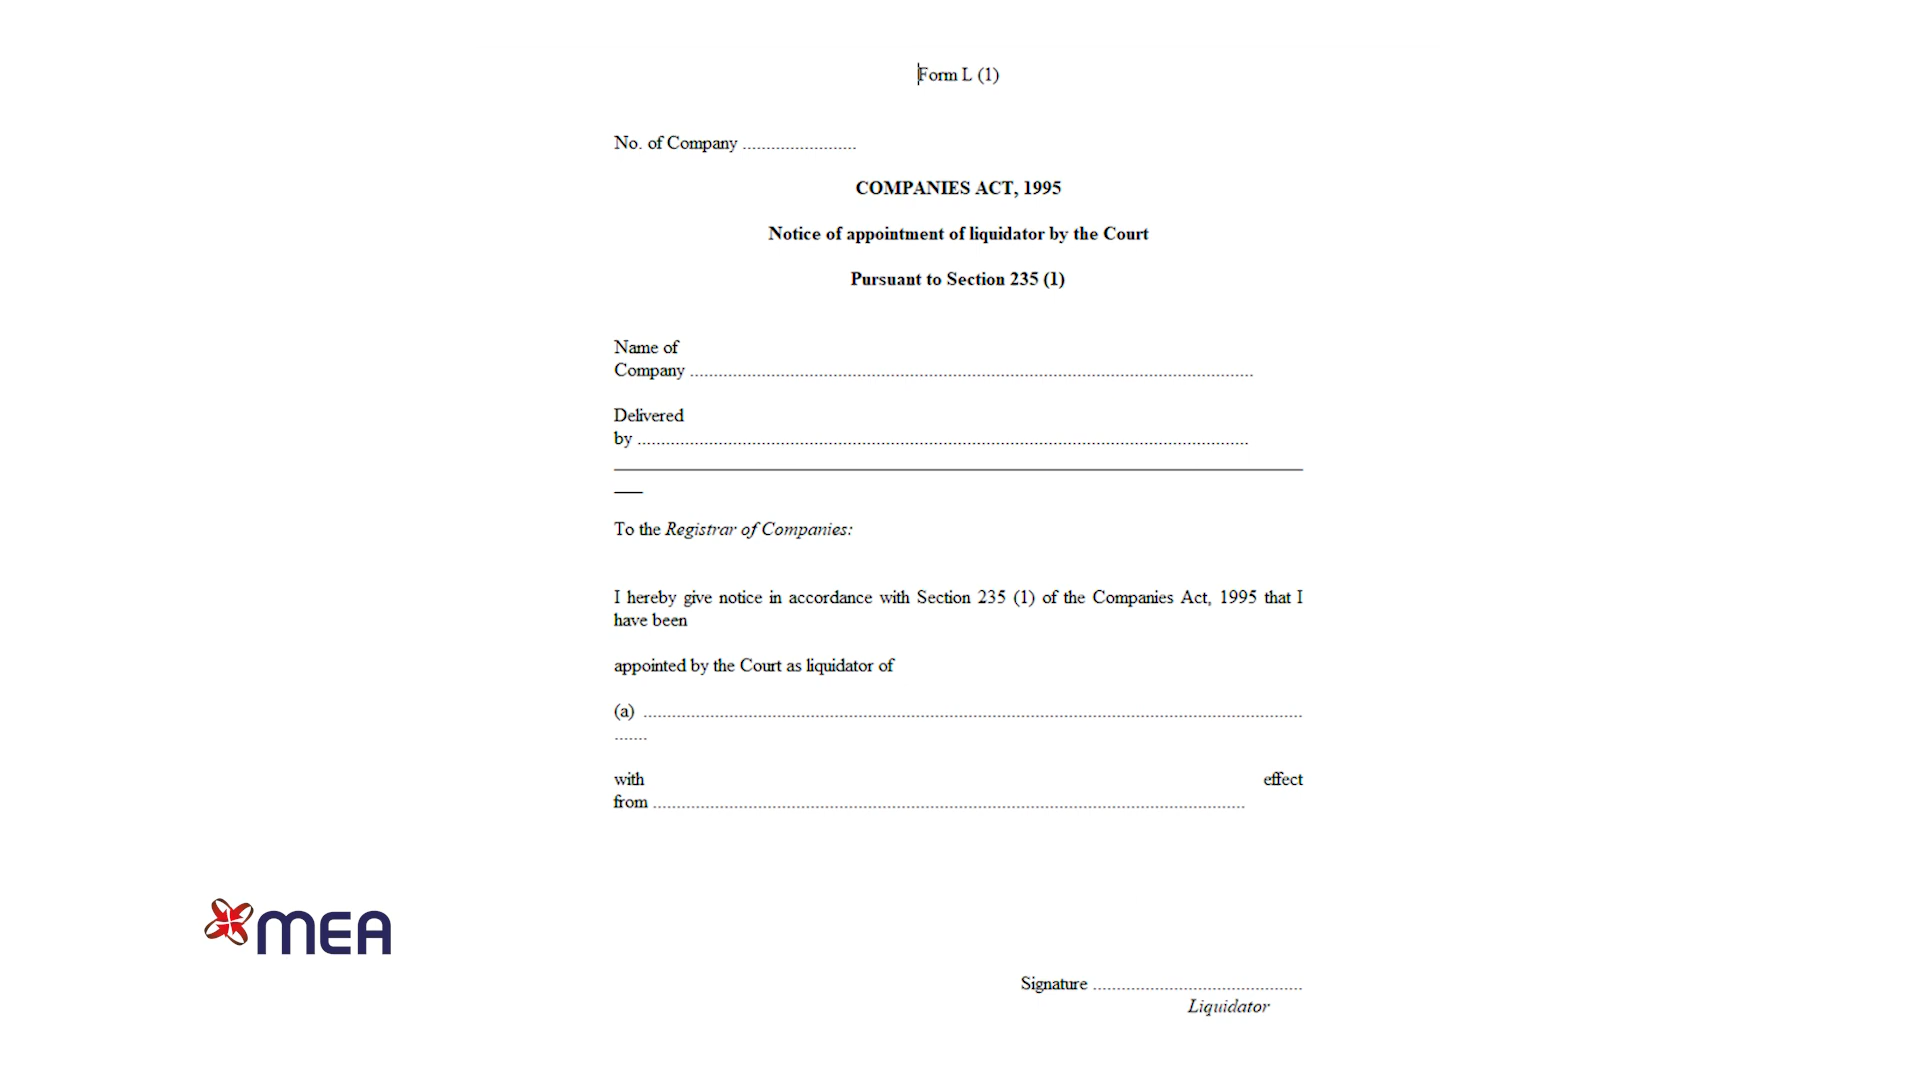 Form L (1)
No. of Company ........................
COMPANIES ACT, 1995
Notice of appointment of liquidator by the Court
Pursuant to Section 235 (1)
Name of
Company .......................................................................................................................
Delivered
by .................................................................................................................................
___
To the Registrar of Companies:
I hereby give notice in accordance with Section 235 (1) of the Companies Act, 1995 that I
have been
appointed by the Court as liquidator of
(a) ...........................................................................................................................................
.......
with effect
from .............................................................................................................................
MEA
Signature ............................................
Liquidator